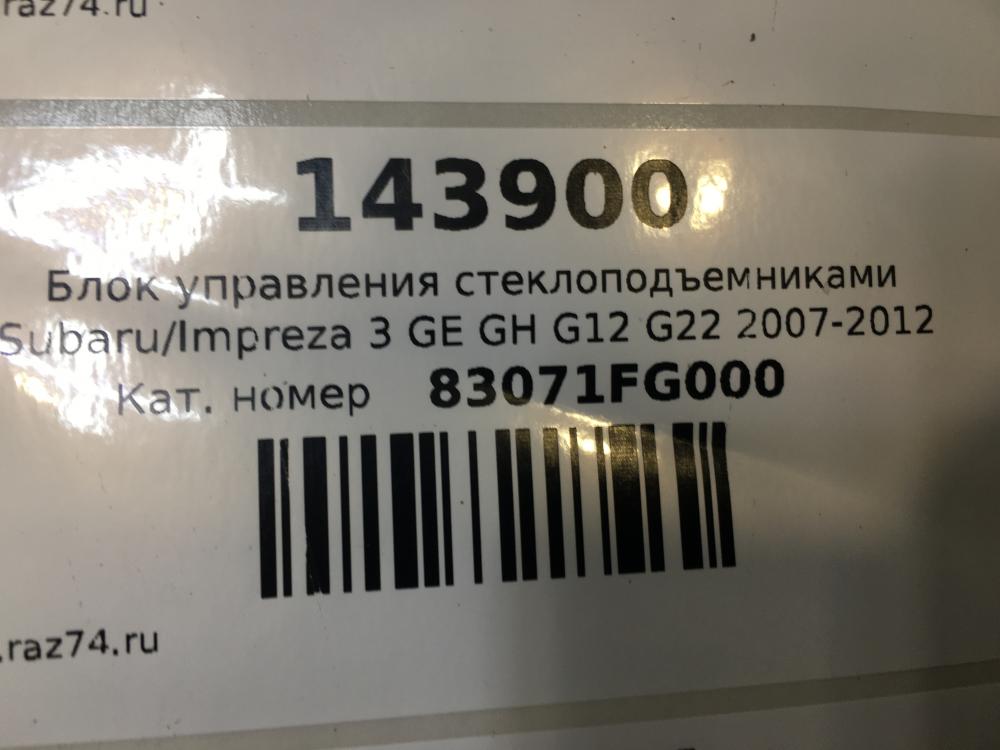 raz74.ru
143900
Блок управления стеклоподъемниками
Subaru/Impreza 3 GE GH G12 G22 2007-2012
Кат. номер 83071FG000
.raz74.ru